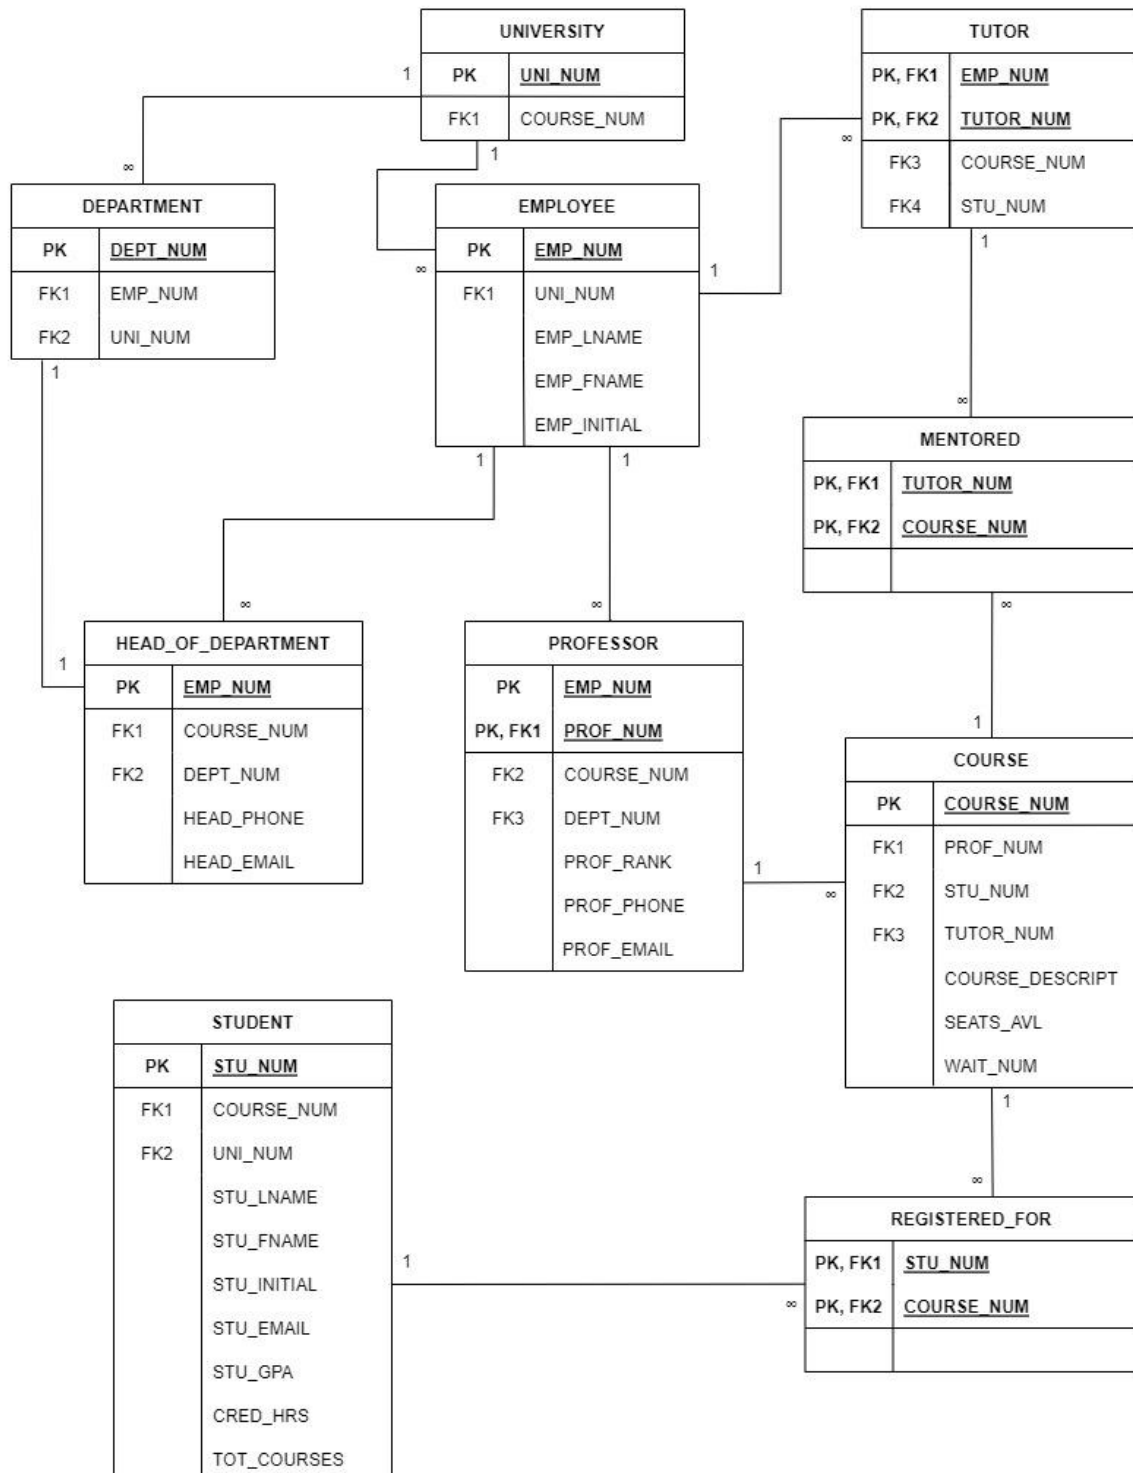 UNIVERSITY
PK UNI_NUM
FK1 COURSE_NUM
1
1
∞
TUTOR
PK, FK1 EMP_NUM
PK, FK2 TUTOR_NUM
FK3 COURSE_NUM
FK4 STU_NUM
∞
1
DEPARTMENT
PK DEPT_NUM
FK1 EMP_NUM
FK2 UNI_NUM
1
EMPLOYEE
PK EMP_NUM
FK1 UNI_NUM
EMP_LNAME
EMP_FNAME
EMP_INITIAL
∞
1
1
1
∞
MENTORED
PK, FK1 TUTOR_NUM
PK, FK2 COURSE_NUM
∞
∞
∞
1
HEAD_OF_DEPARTMENT
PK EMP_NUM
FK1 COURSE_NUM
FK2 DEPT_NUM
HEAD_PHONE
HEAD_EMAIL
PROFESSOR
PK EMP_NUM
PK, FK1 PROF_NUM
FK2 COURSE_NUM
FK3 DEPT_NUM
PROF_RANK
PROF_PHONE
PROF_EMAIL
1
∞
1
COURSE
PK COURSE_NUM
FK1 PROF_NUM
FK2 STU_NUM
FK3 TUTOR_NUM
COURSE_DESCRIPT
SEATS_AVL
WAIT_NUM
1
∞
STUDENT
PK STU_NUM
FK1 COURSE_NUM
FK2 UNI_NUM
STU_LNAME
STU_FNAME
STU_INITIAL
STU_EMAIL
STU_GPA
CRED_HRS
TOT_COURSES
1
∞
REGISTERED_FOR
PK, FK1 STU_NUM
PK, FK2 COURSE_NUM